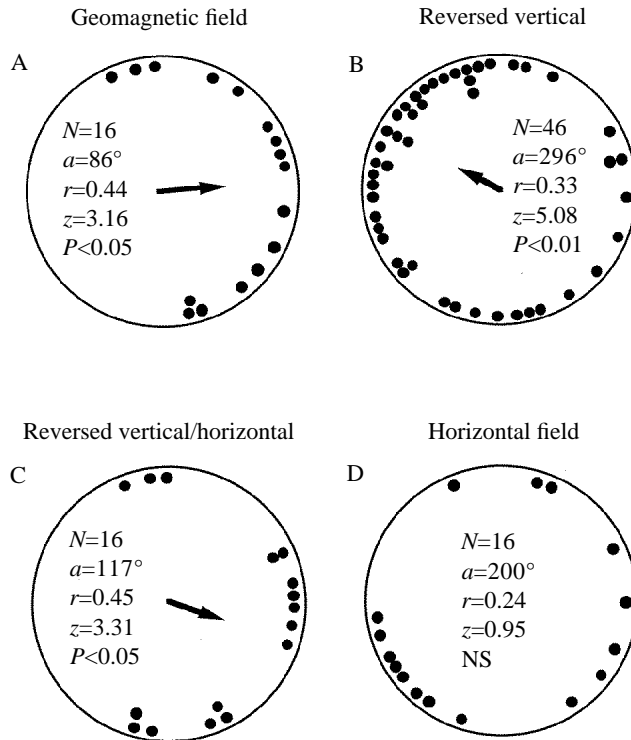 Geomagnetic field
A
N=16
a=86°
r=0.44
z=3.16
P<0.05
Reversed vertical
B
N=46
a=296°
r=0.33
z=5.08
P<0.01
Reversed vertical/horizontal
C
N=16
a=117°
r=0.45
z=3.31
P<0.05
Horizontal field
D
N=16
a=200°
r=0.24
z=0.95
NS